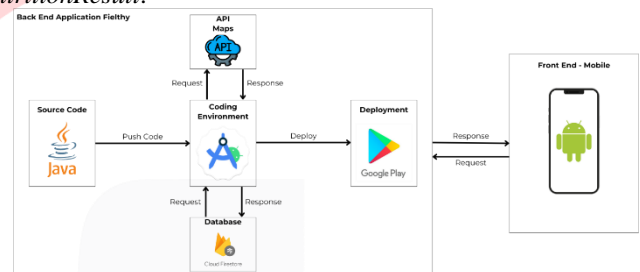 Back End Application Fielthy
API
Maps
API
Request
Response
Front End - Mobile
Source Code
Coding
Environment
Deployment
Java
Push Code
Deploy
Google Play
Response
Request
Request
Response
Database
Cloud Firestore